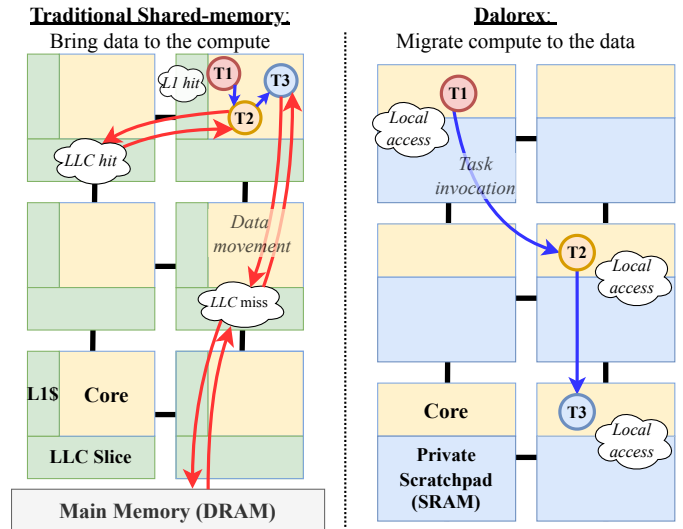 Traditional Shared-memory:
Bring data to the compute
L1 hit
T1
T3
T2
LLC hit
Data
movement
LLC miss
L1$
Core
LLC Slice
Main Memory (DRAM)
Dalorex:
Migrate compute to the data
T1
Local
access
Task
invocation
T2
Local
access
Core
T3
Local
access
Private
Scratchpad
(SRAM)